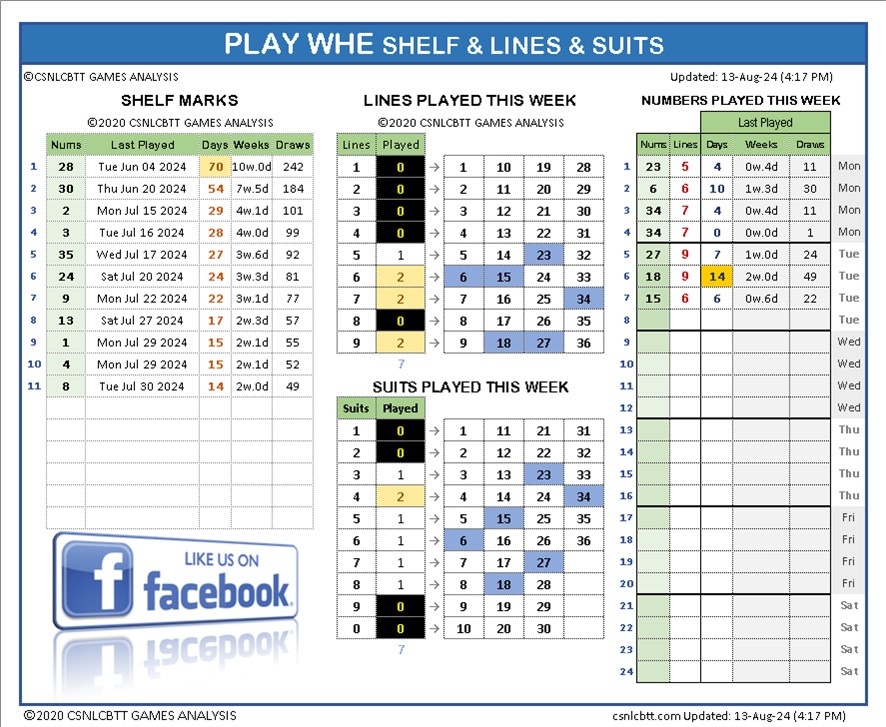 PLAY WHE SHELF & LINES & SUITS
©CSNLCBTT GAMES ANALYSIS
Updated: 13-Aug-24 (4:17 PM)
SHELF MARKS
©2020 CSNLCBTT GAMES ANALYSIS
Nums Last Played Days Weeks Draws
1 28 Tue Jun 04 2024 70 10w.0d 242
2 30 Thu Jun 20 2024 54 7w.5d 184
3 2 Mon Jul 15 2024 29 4w.1d 101
4 3 Tue Jul 16 2024 28 4w.0d 99
5 35 Wed Jul 17 2024 27 3w.6d 92
6 24 Sat Jul 20 2024 24 3w.3d 81
7 9 Mon Jul 22 2024 22 3w.1d 77
8 13 Sat Jul 27 2024 17 2w.3d 57
9 1 Mon Jul 29 2024 15 2w.1d 55
10 4 Mon Jul 29 2024 15 2w.1d 52
11 8 Tue Jul 30 2024 14 2w.0d 49
LIKE US ON
facebook
LINES PLAYED THIS WEEK
©2020 CSNLCBTT GAMES ANALYSIS
Lines Played
1 0 → 1 10 19 28
2 0 → 2 11 20 29
3 0 → 3 12 21 30
4 0 → 4 13 22 31
5 1 → 5 14 23 32
6 2 → 6 15 24 33
7 2 → 7 16 25 34
8 0 → 8 17 26 35
9 2 → 9 18 27 36
7
SUITS PLAYED THIS WEEK
Suits Played
1 0 → 1 11 21 31
2 0 → 2 12 22 32
3 1 → 3 13 23 33
4 2 → 4 14 24 34
5 1 → 5 15 25 35
6 1 → 6 16 26 36
7 1 → 7 17 27
8 1 → 8 18 28
9 0 → 9 19 29
0 0 → 10 20 30
7
NUMBERS PLAYED THIS WEEK
Last Played
Nums Lines Days Weeks Draws
1 23 5 4 0w.4d 11 Mon
2 6 6 10 1w.3d 30 Mon
3 34 7 4 0w.4d 11 Mon
4 34 7 0 0w.0d 1 Mon
5 27 9 7 1w.0d 24 Tue
6 18 9 14 2w.0d 49 Tue
7 15 6 6 0w.6d 22 Tue
8 Tue
9 Wed
10 Wed
11 Wed
12 Wed
13 Thu
14 Thu
15 Thu
16 Thu
17 Fri
18 Fri
19 Fri
20 Fri
21 Sat
22 Sat
23 Sat
24 Sat
©2020 CSNLCBTT GAMES ANALYSIS
csnlcbtt.com Updated: 13-Aug-24 (4:17 PM)